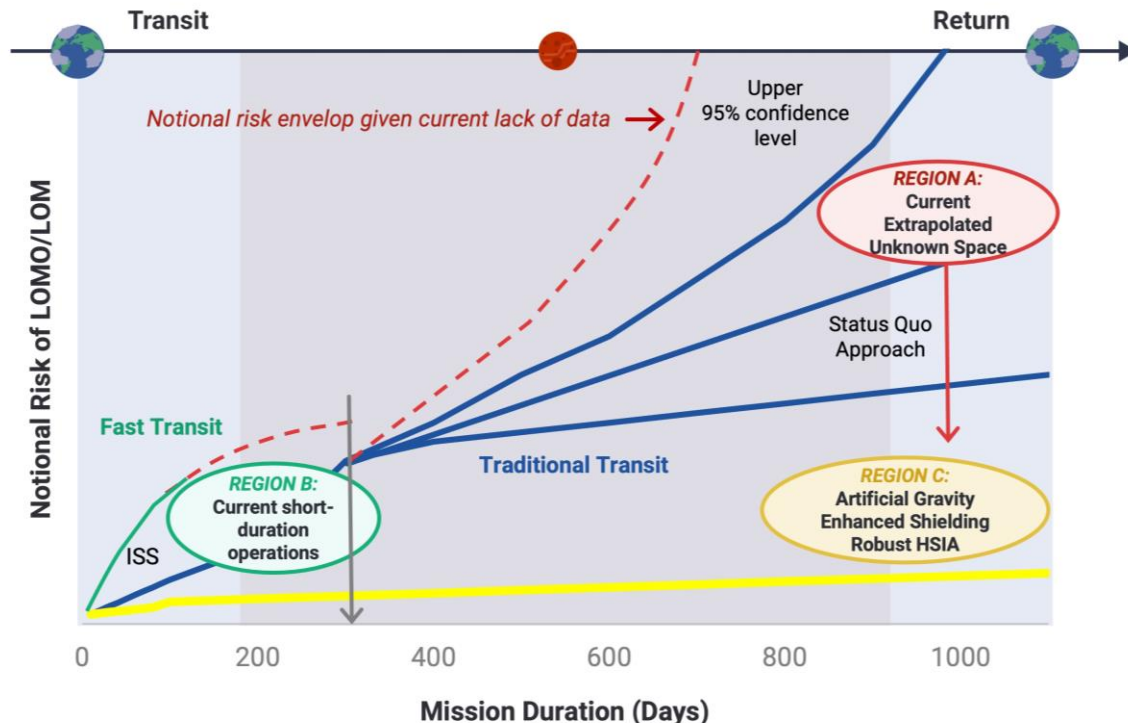 Transit
Return
Notional risk envelop given current lack of data
Upper
95% confidence
level
REGION A:
Current
Extrapolated
Unknown Space
Status Quo
Approach
Fast Transit
Traditional Transit
REGION B:
Current short-
duration
operations
ISS
REGION C:
Artificial Gravity
Enhanced Shielding
Robust HSIA
Notional Risk of LOMO/LOM
0 200 400 600 800 1000
Mission Duration (Days)